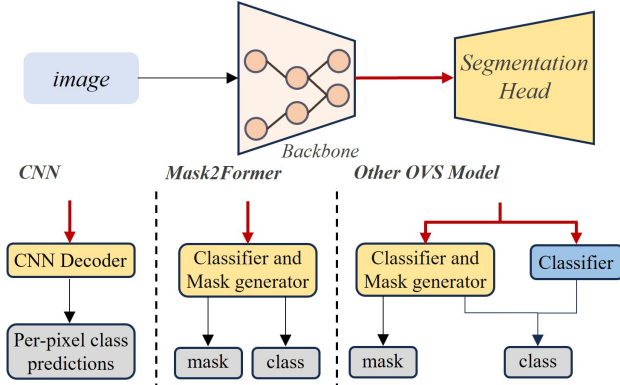 image
Segmentation
Head
Backbone
CNN
Mask2Former
Other OVS Model
CNN Decoder
Per-pixel class
predictions
Classifier and
Mask generator
mask
class
Classifier and
Mask generator
Classifier
mask
class